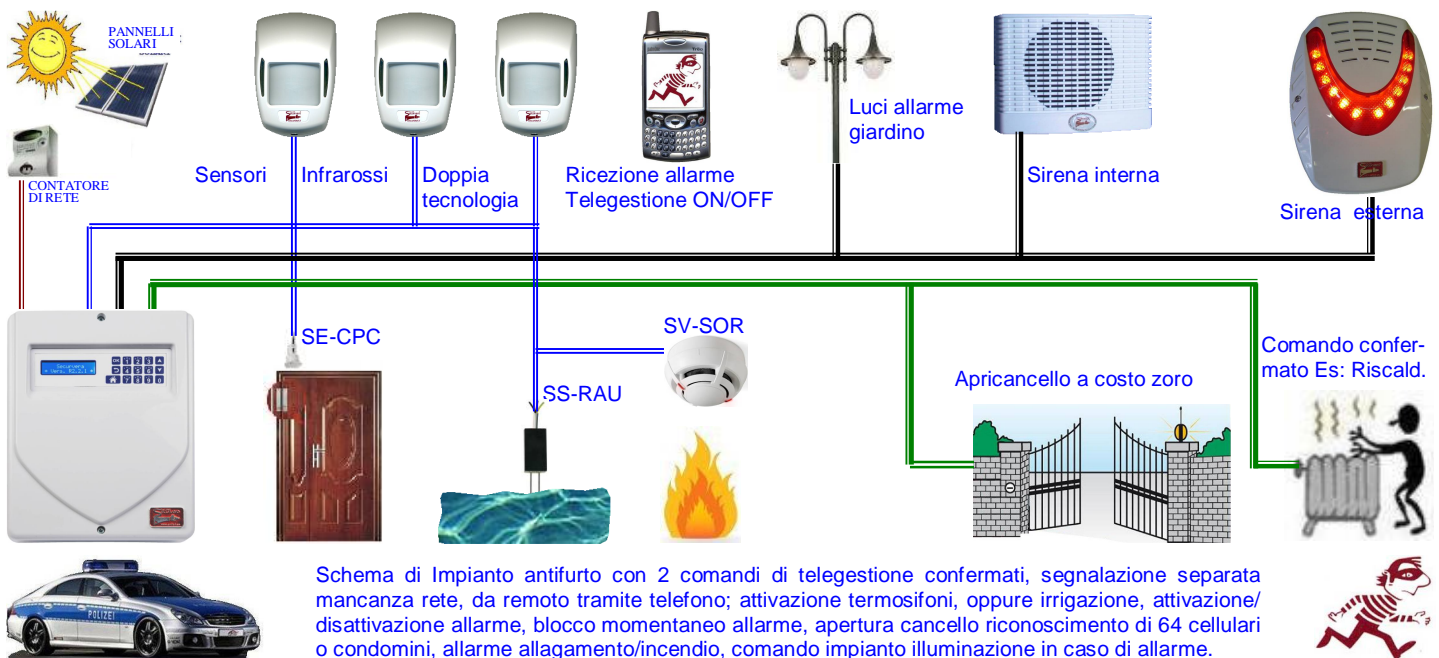 PANNELLI
SOLARI
CONTATORE
DI RETE
Sensori
Infrarossi
Doppia
tecnologia
Ricezione allarme
Telegestione ON/OFF
Luci allarme
giardino
Sirena interna
Sirena esterna
SE-CPC
SV-SOR
SS-RAU
Apricancello a costo zoro
Comando confer-
mato Es: Riscald.
POLIZEI
Schema di Impianto antifurto con 2 comandi di telegestione confermati, segnalazione separata
mancanza rete, da remoto tramite telefono; attivazione termosifoni, oppure irrigazione, attivazione/
disattivazione allarme, blocco momentaneo allarme, apertura cancello riconoscimento di 64 cellulari
o condomini, allarme allagamento/incendio, comando impianto illuminazione in caso di allarme.